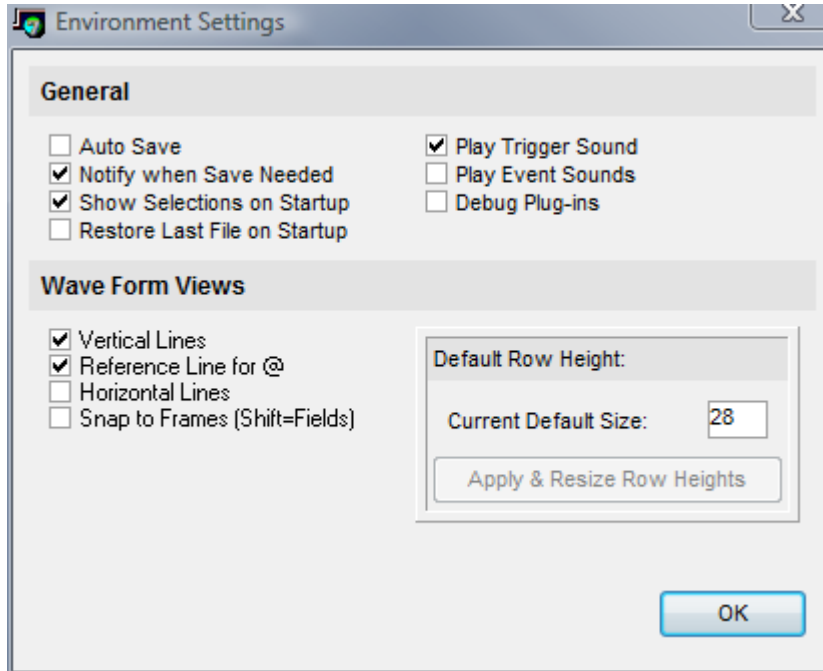 Environment Settings
General
Auto Save
Notify when Save Needed
Show Selections on Startup
Restore Last File on Startup
Play Trigger Sound
Play Event Sounds
Debug Plug-ins
Wave Form Views
Vertical Lines
Reference Line for @
Horizontal Lines
Snap to Frames (Shift=Fields)
Default Row Height:
Current Default Size: 28
Apply & Resize Row Heights
OK